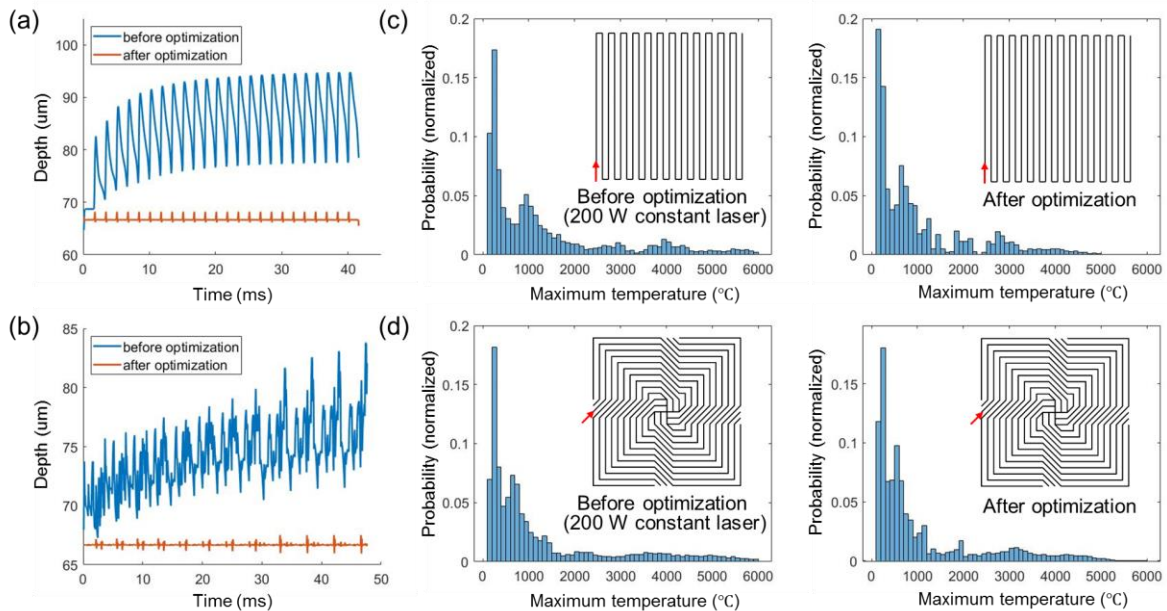 (a)
100
90
80
70
60
Depth (um)
before optimization
after optimization
0
10
20
30
40
Time (ms)
(c)
0.2
0.15
0.1
0.05
0
Probability (normalized)
Before optimization
(200 W constant laser)
0
1000
2000
3000
4000
5000
6000
Maximum temperature (℃)
0.2
0.15
0.1
0.05
0
Probability (normalized)
After optimization
0
1000
2000
3000
4000
5000
6000
Maximum temperature (℃)
(b)
85
80
75
70
65
Depth (um)
before optimization
after optimization
0
10
20
30
40
50
Time (ms)
(d)
0.2
0.15
0.1
0.05
0
Probability (normalized)
Before optimization
(200 W constant laser)
0
1000
2000
3000
4000
5000
6000
Maximum temperature (℃)
0.2
0.15
0.1
0.05
0
Probability (normalized)
After optimization
0
1000
2000
3000
4000
5000
6000
Maximum temperature (℃)